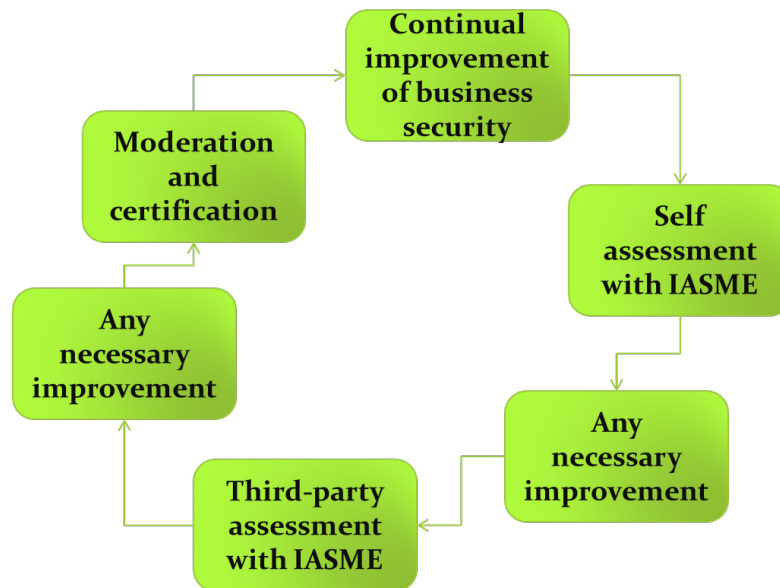 Continual
improvement
of business
security
Self
assessment
with IASME
Any
necessary
improvement
Third-party
assessment
with IASME
Any
necessary
improvement
Moderation
and
certification